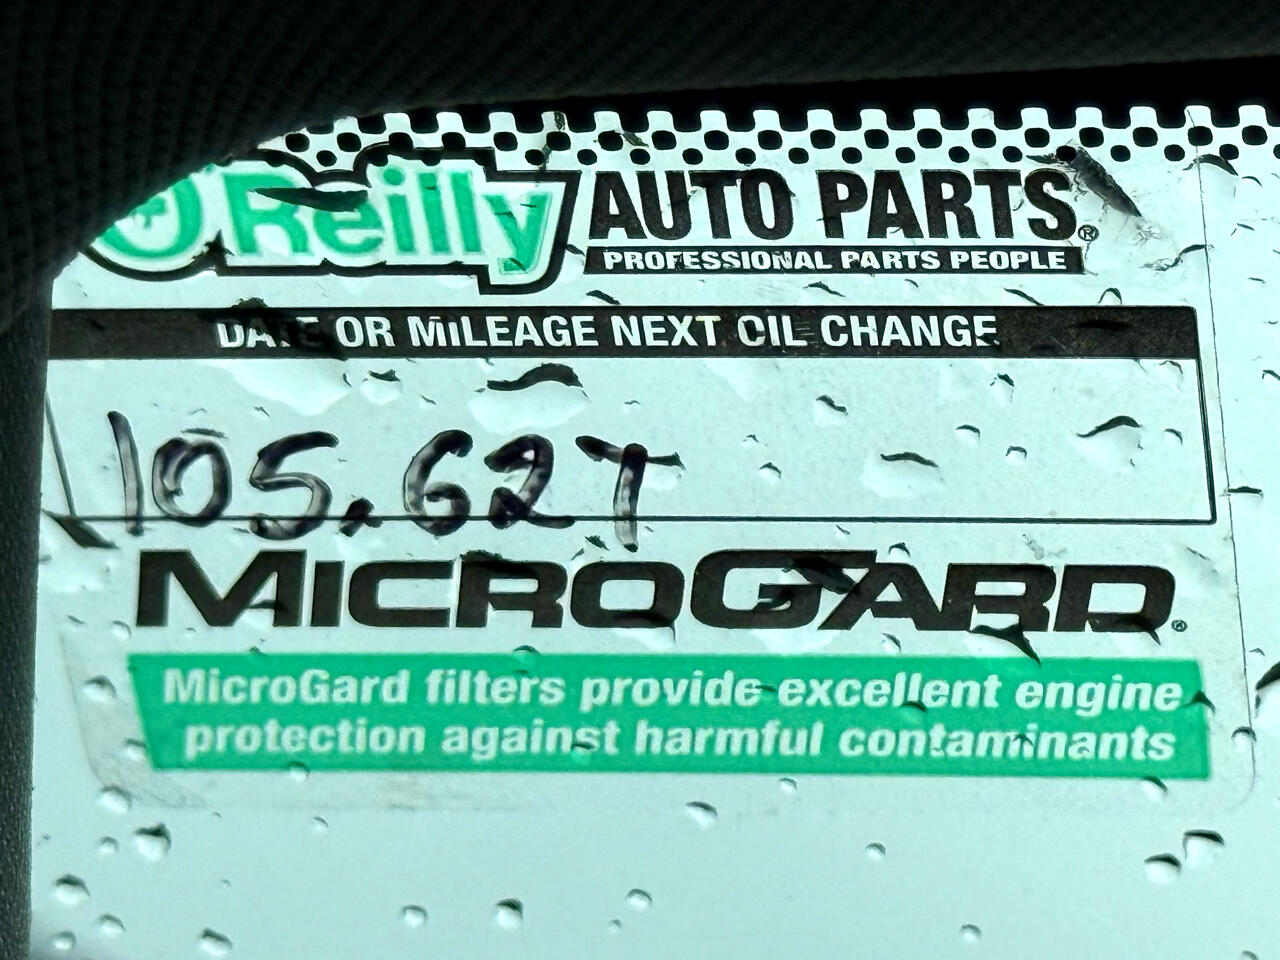 O'Reilly AUTO PARTS®
PROFESSIONAL PARTS PEOPLE
DATE OR MILEAGE NEXT OIL CHANGE
105,627
MICROGARD®
MicroGard filters provide excellent engine
protection against harmful contaminants